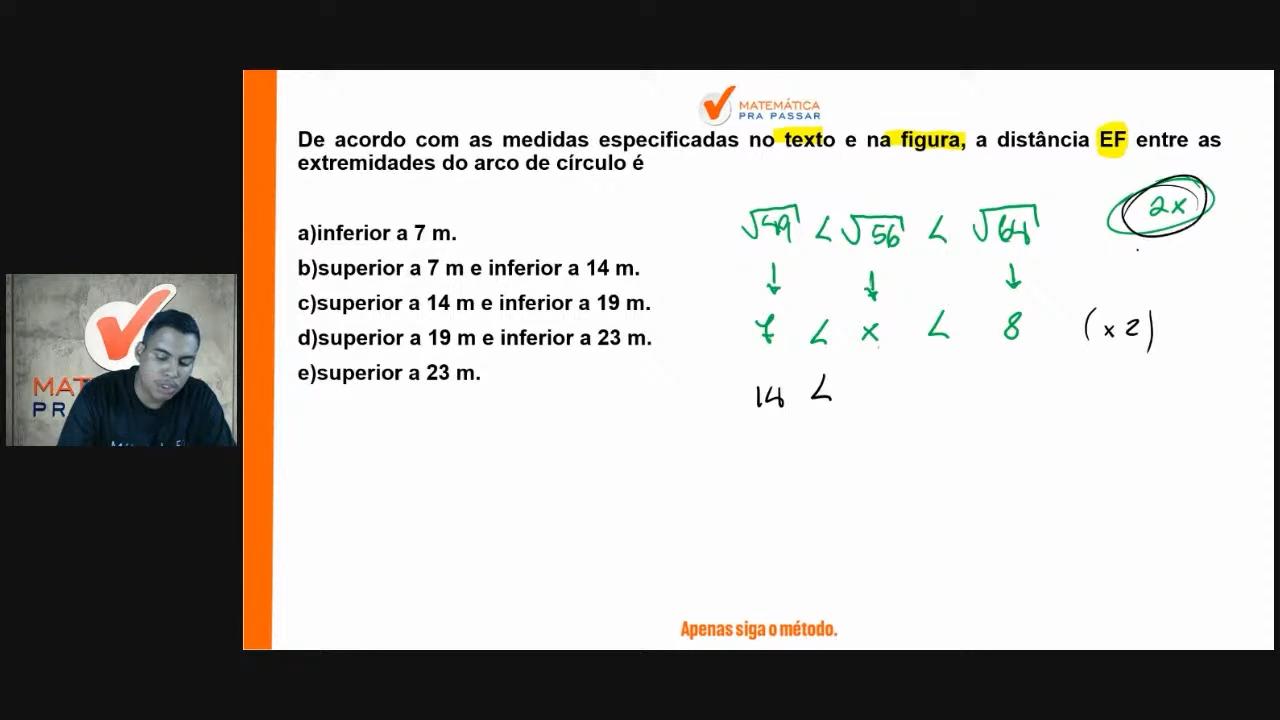 MATEMÁTICA
PRA PASSAR
De acordo com as medidas especificadas no texto e na figura, a distância EF entre as
extremidades do arco de círculo é
a)inferior a 7 m.
b)superior a 7 m e inferior a 14 m.
c)superior a 14 m e inferior a 19 m.
d)superior a 19 m e inferior a 23 m.
e)superior a 23 m.
2x
√49 < √56 < √64
7 < x < 8 (x 2)
14 <
Apenas siga o método.